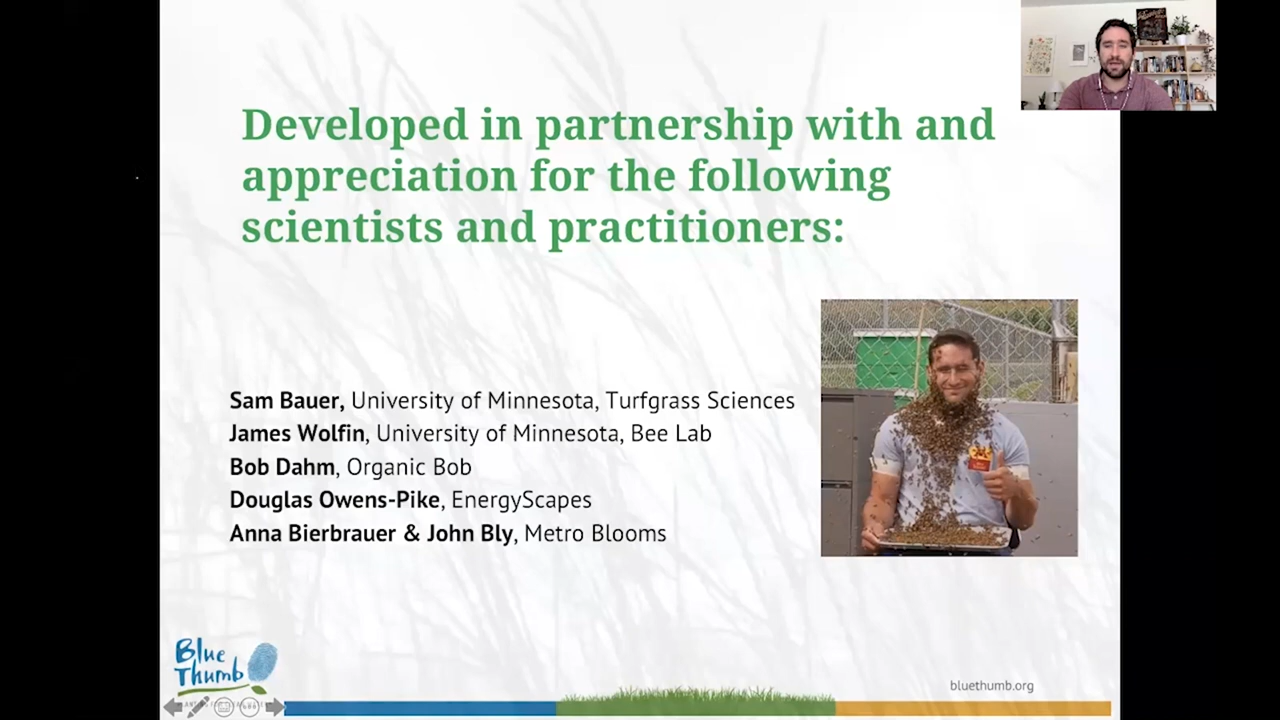 Developed in partnership with and
appreciation for the following
scientists and practitioners:
Sam Bauer, University of Minnesota, Turfgrass Sciences
James Wolfin, University of Minnesota, Bee Lab
Bob Dahm, Organic Bob
Douglas Owens-Pike, EnergyScapes
Anna Bierbrauer & John Bly, Metro Blooms
Blue
Thumb
bluethumb.org